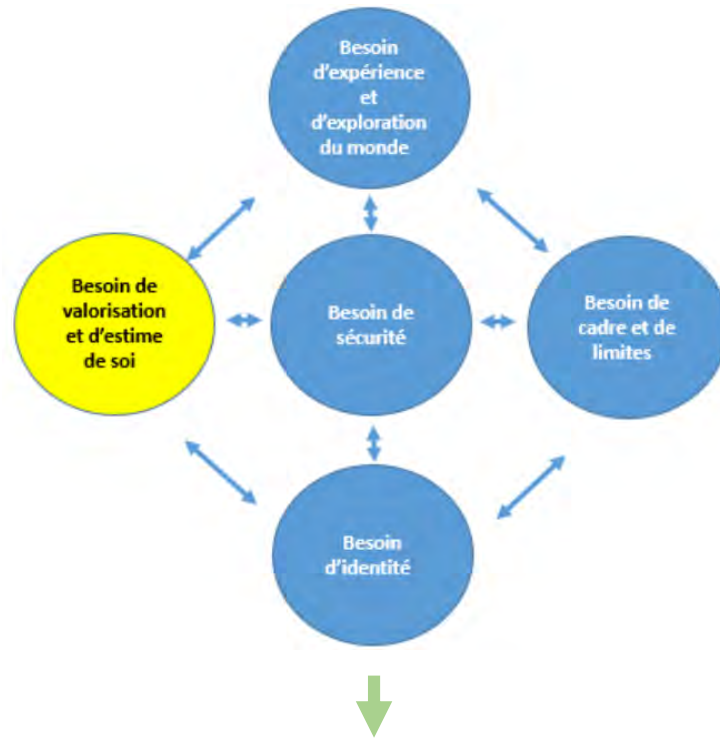 Besoin
d'expérience
et
d'exploration
du monde
Besoin de
valorisation
et d'estime
de soi
Besoin de
sécurité
Besoin de
cadre et de
limites
Besoin
d'identité